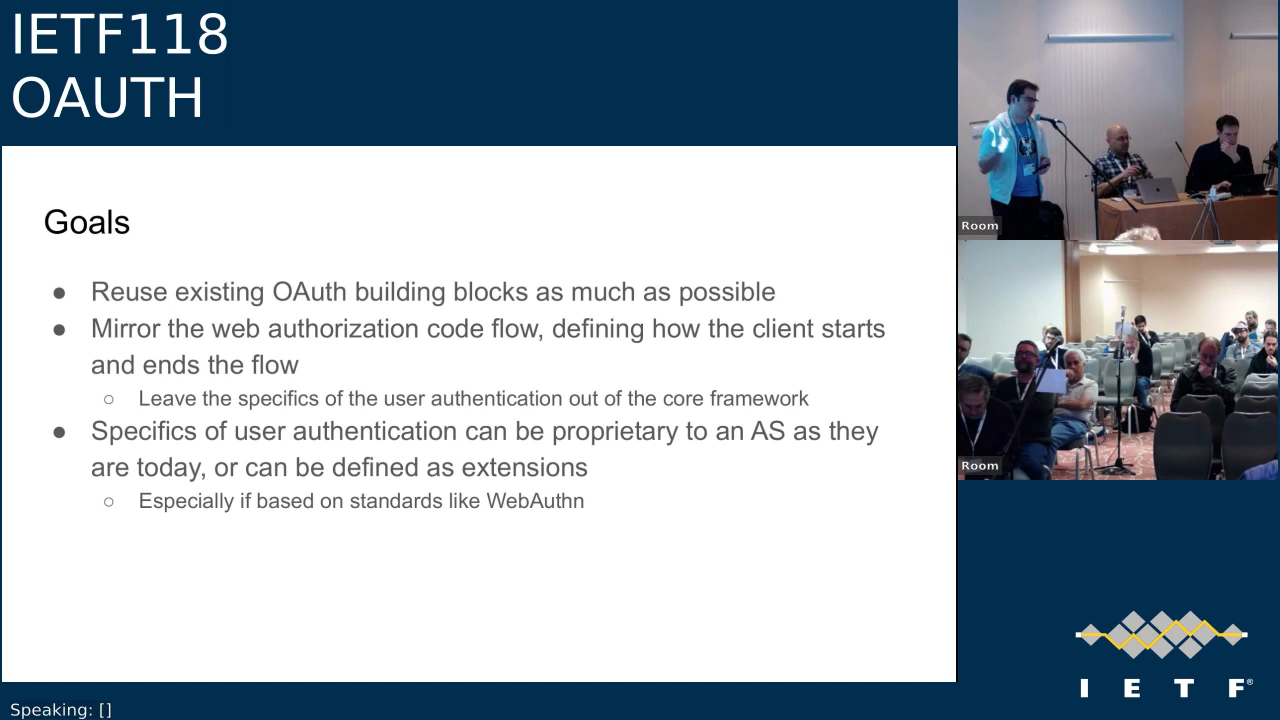 IETF118
OAUTH
Goals
● Reuse existing OAuth building blocks as much as possible
● Mirror the web authorization code flow, defining how the client starts
and ends the flow
○ Leave the specifics of the user authentication out of the core framework
● Specifics of user authentication can be proprietary to an AS as they
are today, or can be defined as extensions
○ Especially if based on standards like WebAuthn
Room
Room
I E T F®
Speaking: []